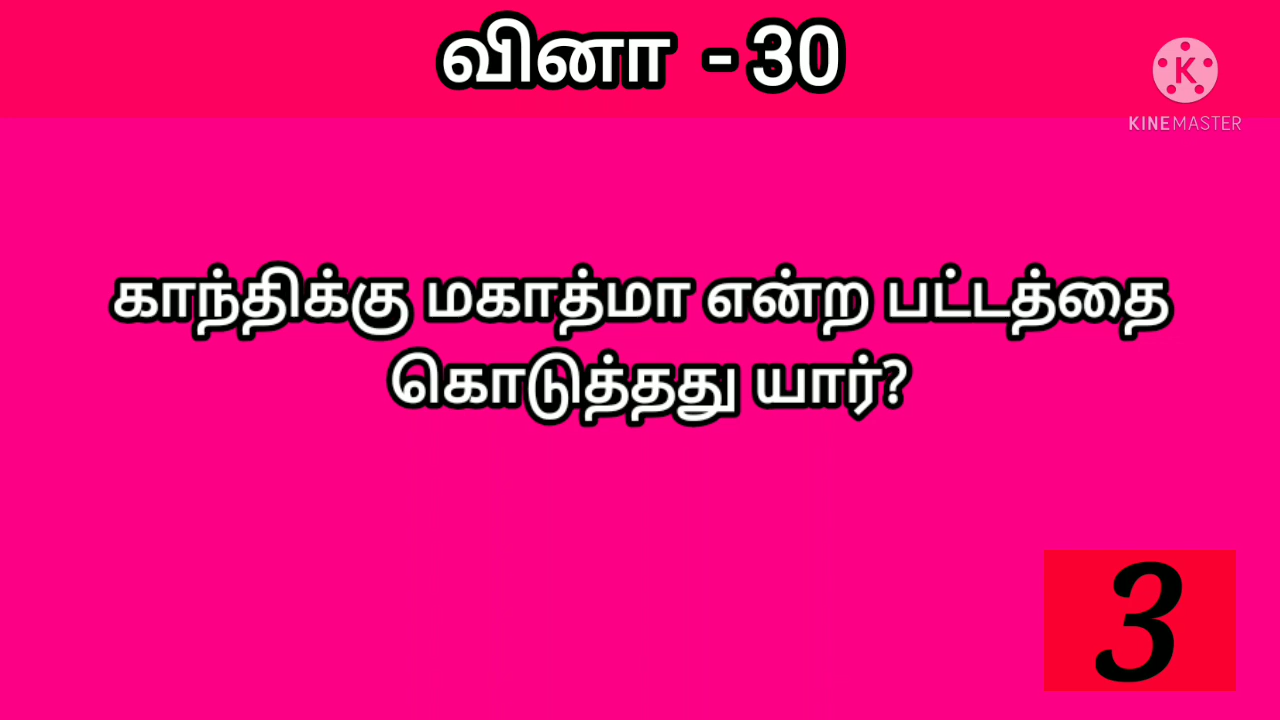 வினா - 30
K
KINEMASTER
காந்திக்கு மகாத்மா என்ற பட்டத்தை
கொடுத்தது யார்?
3